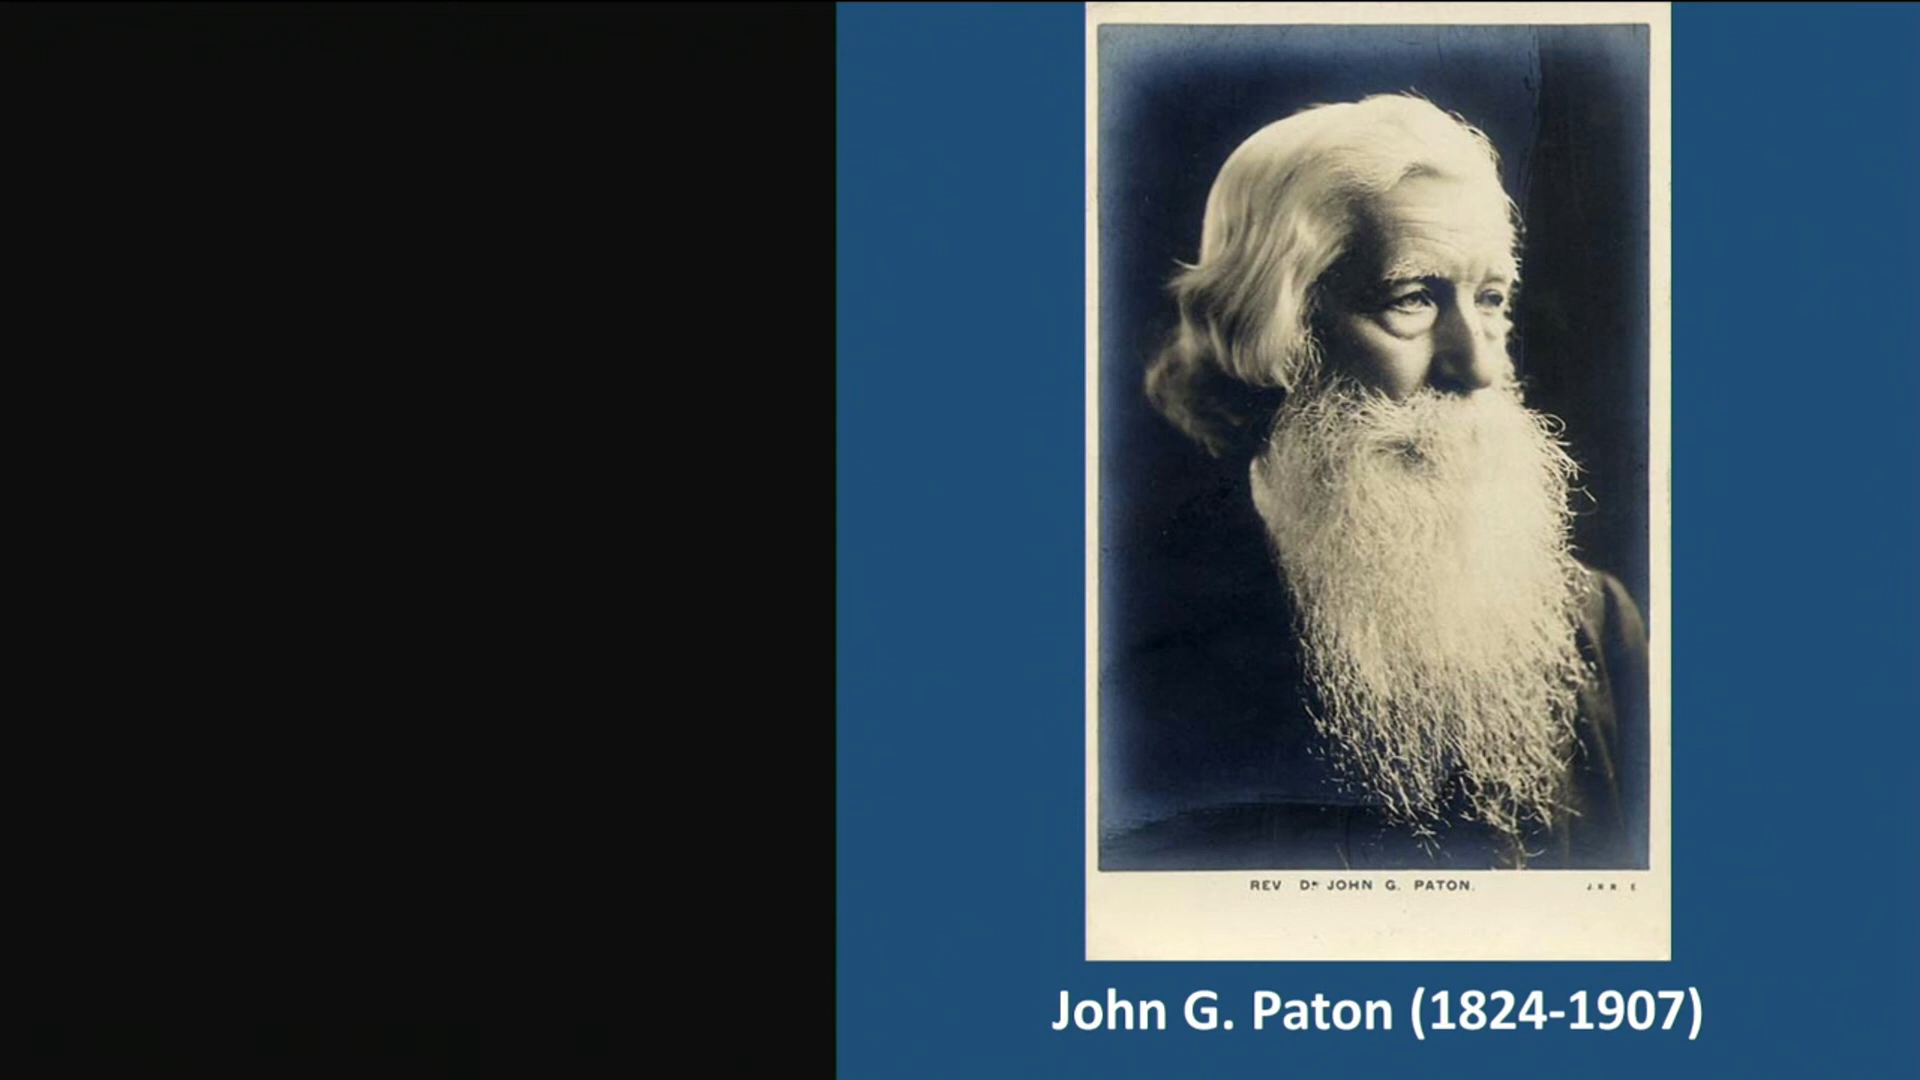 REV DR JOHN G. PATON.
John G. Paton (1824-1907)